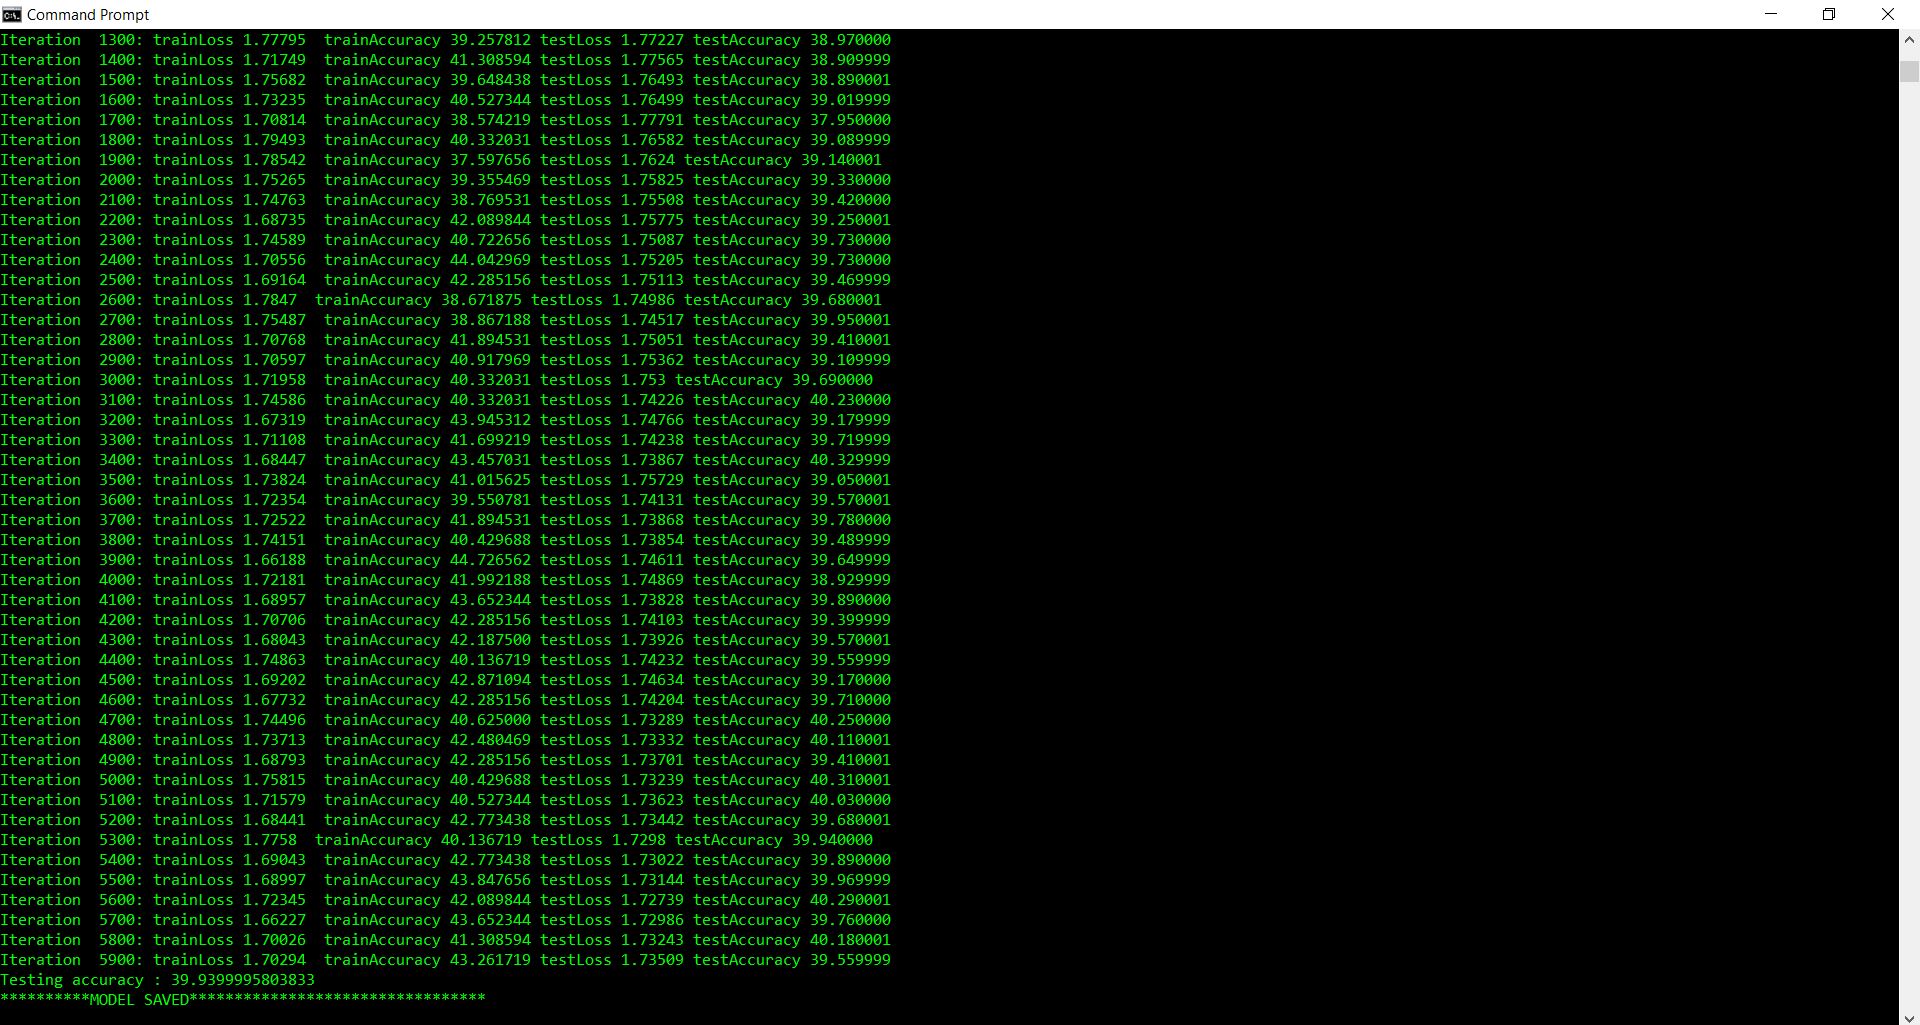 Command Prompt
Iteration  1300: trainLoss 1.77795  trainAccuracy 39.257812 testLoss 1.77227 testAccuracy 38.970000
Iteration  1400: trainLoss 1.71749  trainAccuracy 41.308594 testLoss 1.77565 testAccuracy 38.909999
Iteration  1500: trainLoss 1.75682  trainAccuracy 39.648438 testLoss 1.76493 testAccuracy 38.890001
Iteration  1600: trainLoss 1.73235  trainAccuracy 40.527344 testLoss 1.76499 testAccuracy 39.019999
Iteration  1700: trainLoss 1.70814  trainAccuracy 38.574219 testLoss 1.77791 testAccuracy 37.950000
Iteration  1800: trainLoss 1.79493  trainAccuracy 40.332031 testLoss 1.76582 testAccuracy 39.089999
Iteration  1900: trainLoss 1.78542  trainAccuracy 37.597656 testLoss 1.7624 testAccuracy 39.140001
Iteration  2000: trainLoss 1.75265  trainAccuracy 39.355469 testLoss 1.75825 testAccuracy 39.330000
Iteration  2100: trainLoss 1.74763  trainAccuracy 38.769531 testLoss 1.75508 testAccuracy 39.420000
Iteration  2200: trainLoss 1.68735  trainAccuracy 42.089844 testLoss 1.75775 testAccuracy 39.250001
Iteration  2300: trainLoss 1.74589  trainAccuracy 40.722656 testLoss 1.75087 testAccuracy 39.730000
Iteration  2400: trainLoss 1.70556  trainAccuracy 44.042969 testLoss 1.75205 testAccuracy 39.730000
Iteration  2500: trainLoss 1.69164  trainAccuracy 42.285156 testLoss 1.75113 testAccuracy 39.469999
Iteration  2600: trainLoss 1.7847  trainAccuracy 38.671875 testLoss 1.74986 testAccuracy 39.680001
Iteration  2700: trainLoss 1.75487  trainAccuracy 38.867188 testLoss 1.74517 testAccuracy 39.950001
Iteration  2800: trainLoss 1.70768  trainAccuracy 41.894531 testLoss 1.75051 testAccuracy 39.410001
Iteration  2900: trainLoss 1.70597  trainAccuracy 40.917969 testLoss 1.75362 testAccuracy 39.109999
Iteration  3000: trainLoss 1.71958  trainAccuracy 40.332031 testLoss 1.753 testAccuracy 39.690000
Iteration  3100: trainLoss 1.74586  trainAccuracy 40.332031 testLoss 1.74226 testAccuracy 40.230000
Iteration  3200: trainLoss 1.67319  trainAccuracy 43.945312 testLoss 1.74766 testAccuracy 39.179999
Iteration  3300: trainLoss 1.71108  trainAccuracy 41.699219 testLoss 1.74238 testAccuracy 39.719999
Iteration  3400: trainLoss 1.68447  trainAccuracy 43.457031 testLoss 1.73867 testAccuracy 40.329999
Iteration  3500: trainLoss 1.73824  trainAccuracy 41.015625 testLoss 1.75729 testAccuracy 39.050001
Iteration  3600: trainLoss 1.72354  trainAccuracy 39.550781 testLoss 1.74131 testAccuracy 39.570001
Iteration  3700: trainLoss 1.72522  trainAccuracy 41.894531 testLoss 1.73868 testAccuracy 39.780000
Iteration  3800: trainLoss 1.74151  trainAccuracy 40.429688 testLoss 1.73854 testAccuracy 39.489999
Iteration  3900: trainLoss 1.66188  trainAccuracy 44.726562 testLoss 1.74611 testAccuracy 39.649999
Iteration  4000: trainLoss 1.72181  trainAccuracy 41.992188 testLoss 1.74869 testAccuracy 38.929999
Iteration  4100: trainLoss 1.68957  trainAccuracy 43.652344 testLoss 1.73828 testAccuracy 39.890000
Iteration  4200: trainLoss 1.70706  trainAccuracy 42.285156 testLoss 1.74103 testAccuracy 39.399999
Iteration  4300: trainLoss 1.68043  trainAccuracy 42.187500 testLoss 1.73926 testAccuracy 39.570001
Iteration  4400: trainLoss 1.74863  trainAccuracy 40.136719 testLoss 1.74232 testAccuracy 39.559999
Iteration  4500: trainLoss 1.69202  trainAccuracy 42.871094 testLoss 1.74634 testAccuracy 39.170000
Iteration  4600: trainLoss 1.67732  trainAccuracy 42.285156 testLoss 1.74204 testAccuracy 39.710000
Iteration  4700: trainLoss 1.74496  trainAccuracy 40.625000 testLoss 1.73289 testAccuracy 40.250000
Iteration  4800: trainLoss 1.73713  trainAccuracy 42.480469 testLoss 1.73332 testAccuracy 40.110001
Iteration  4900: trainLoss 1.68793  trainAccuracy 42.285156 testLoss 1.73701 testAccuracy 39.410001
Iteration  5000: trainLoss 1.75815  trainAccuracy 40.429688 testLoss 1.73239 testAccuracy 40.310001
Iteration  5100: trainLoss 1.71579  trainAccuracy 40.527344 testLoss 1.73623 testAccuracy 40.030000
Iteration  5200: trainLoss 1.68441  trainAccuracy 42.773438 testLoss 1.73442 testAccuracy 39.680001
Iteration  5300: trainLoss 1.7758  trainAccuracy 40.136719 testLoss 1.7298 testAccuracy 39.940000
Iteration  5400: trainLoss 1.69043  trainAccuracy 42.773438 testLoss 1.73022 testAccuracy 39.890000
Iteration  5500: trainLoss 1.68997  trainAccuracy 43.847656 testLoss 1.73144 testAccuracy 39.969999
Iteration  5600: trainLoss 1.72345  trainAccuracy 42.089844 testLoss 1.72739 testAccuracy 40.290001
Iteration  5700: trainLoss 1.66227  trainAccuracy 43.652344 testLoss 1.72986 testAccuracy 39.760000
Iteration  5800: trainLoss 1.70026  trainAccuracy 41.308594 testLoss 1.73243 testAccuracy 40.180001
Iteration  5900: trainLoss 1.70294  trainAccuracy 43.261719 testLoss 1.73509 testAccuracy 39.559999
Testing accuracy : 39.9399995803833
**********MODEL SAVED*********************************